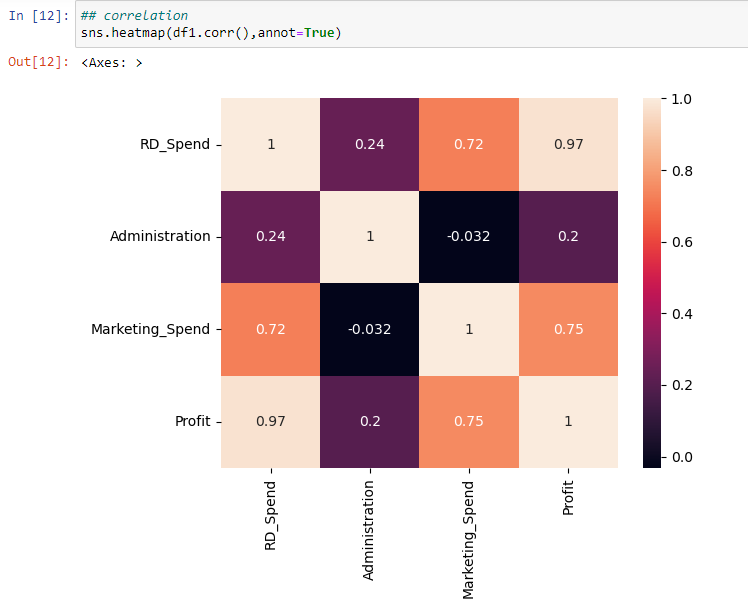 In [12]: ## correlation
sns.heatmap(df1.corr(),annot=True)
Out[12]: <Axes: >
1.0
RD_Spend 1 0.24 0.72 0.97
0.8
Administration 0.24 1 -0.032 0.2
0.6
0.4
Marketing_Spend 0.72 -0.032 1 0.75
0.2
Profit 0.97 0.2 0.75 1
0.0
RD_Spend
Administration
Marketing_Spend
Profit